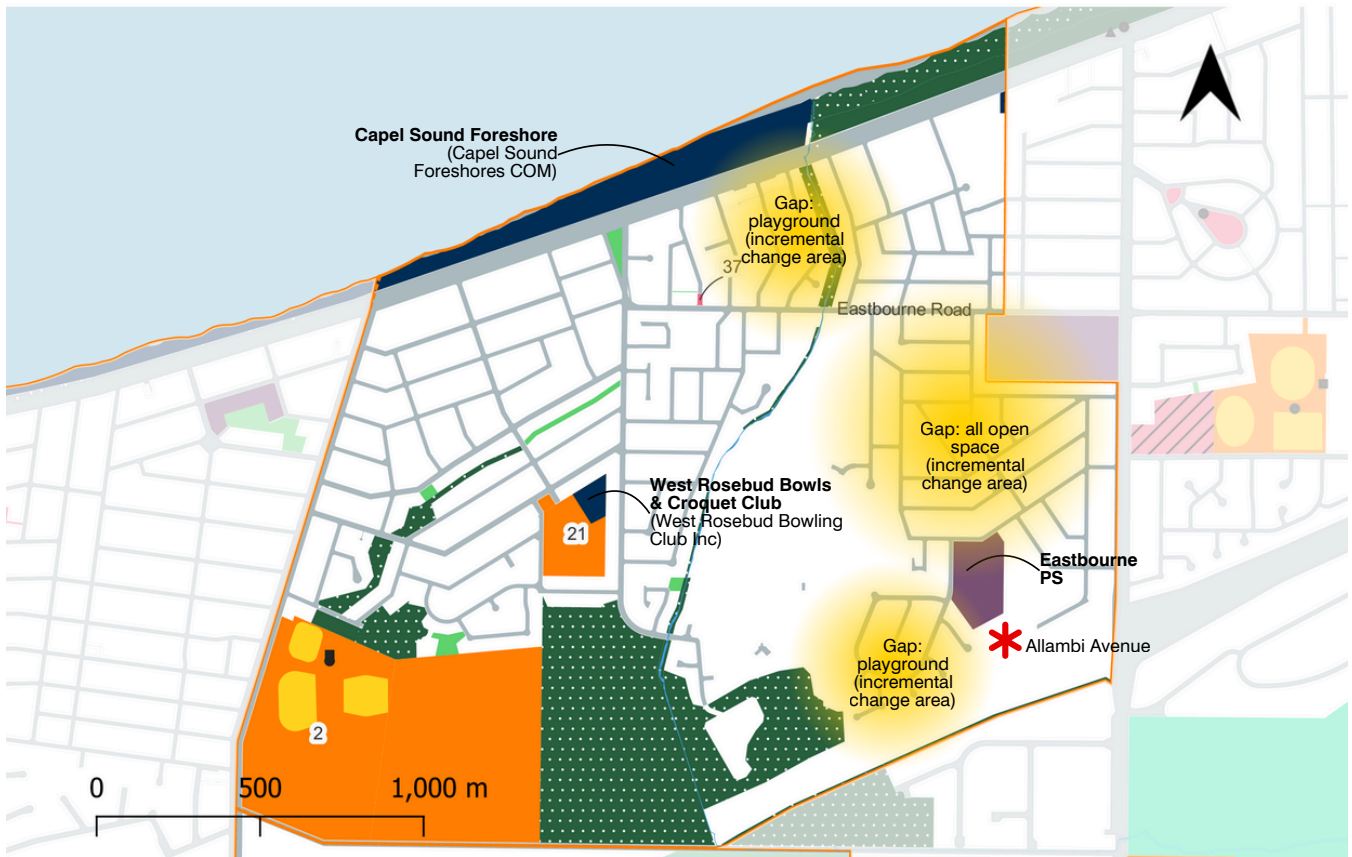 Capel Sound Foreshore
(Capel Sound
Foreshores COM)
Gap:
playground
(incremental
change area)
37
Eastbourne Road
Gap: all open
space
(incremental
change area)
West Rosebud Bowls
& Croquet Club
(West Rosebud Bowling
Club Inc)
21
Eastbourne
PS
Allambi Avenue
Gap:
playground
(incremental
change area)
2
0 500 1,000 m